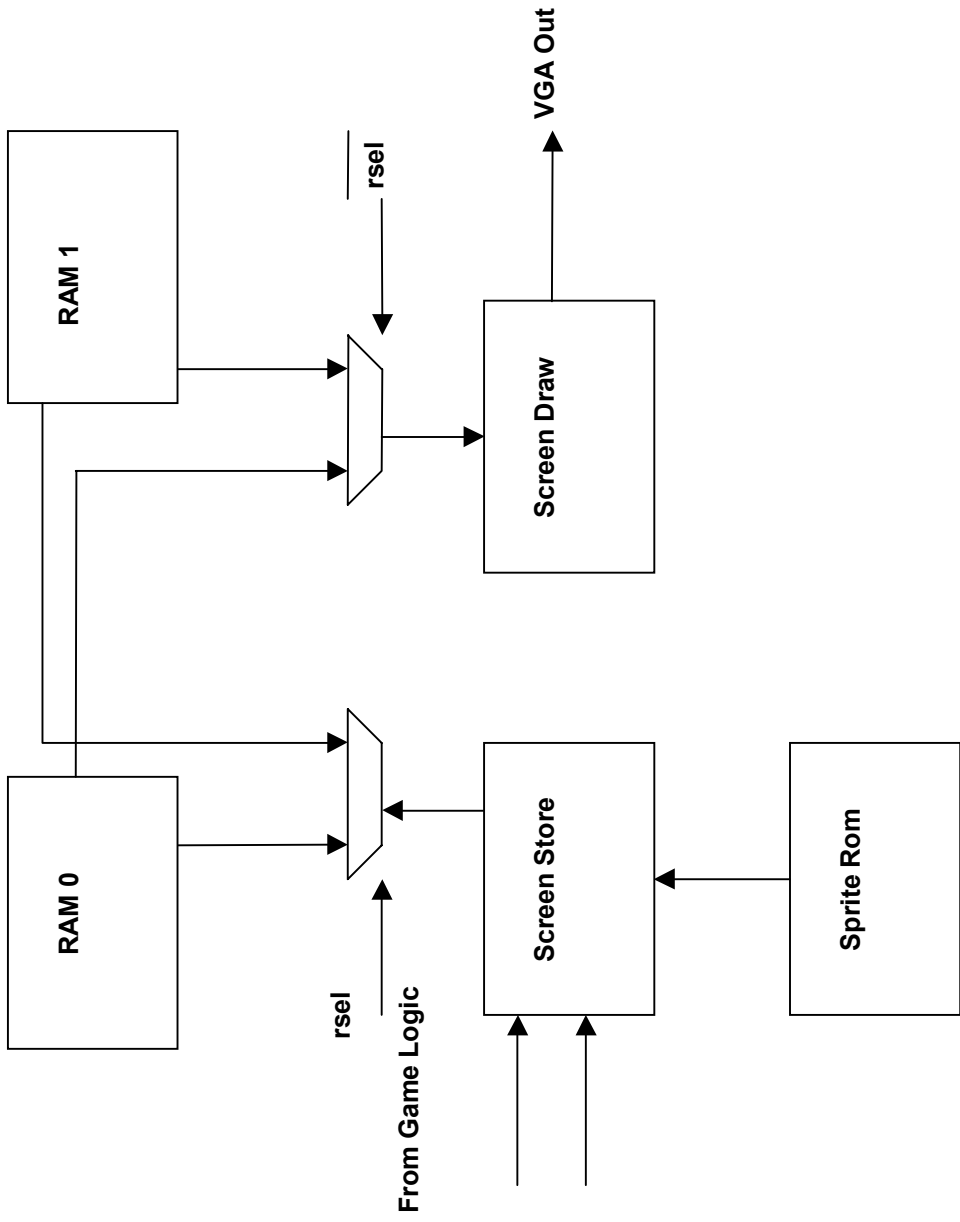 RAM 0
RAM 1
rsel
rsel
From Game Logic
Screen Store
Screen Draw
VGA Out
Sprite Rom